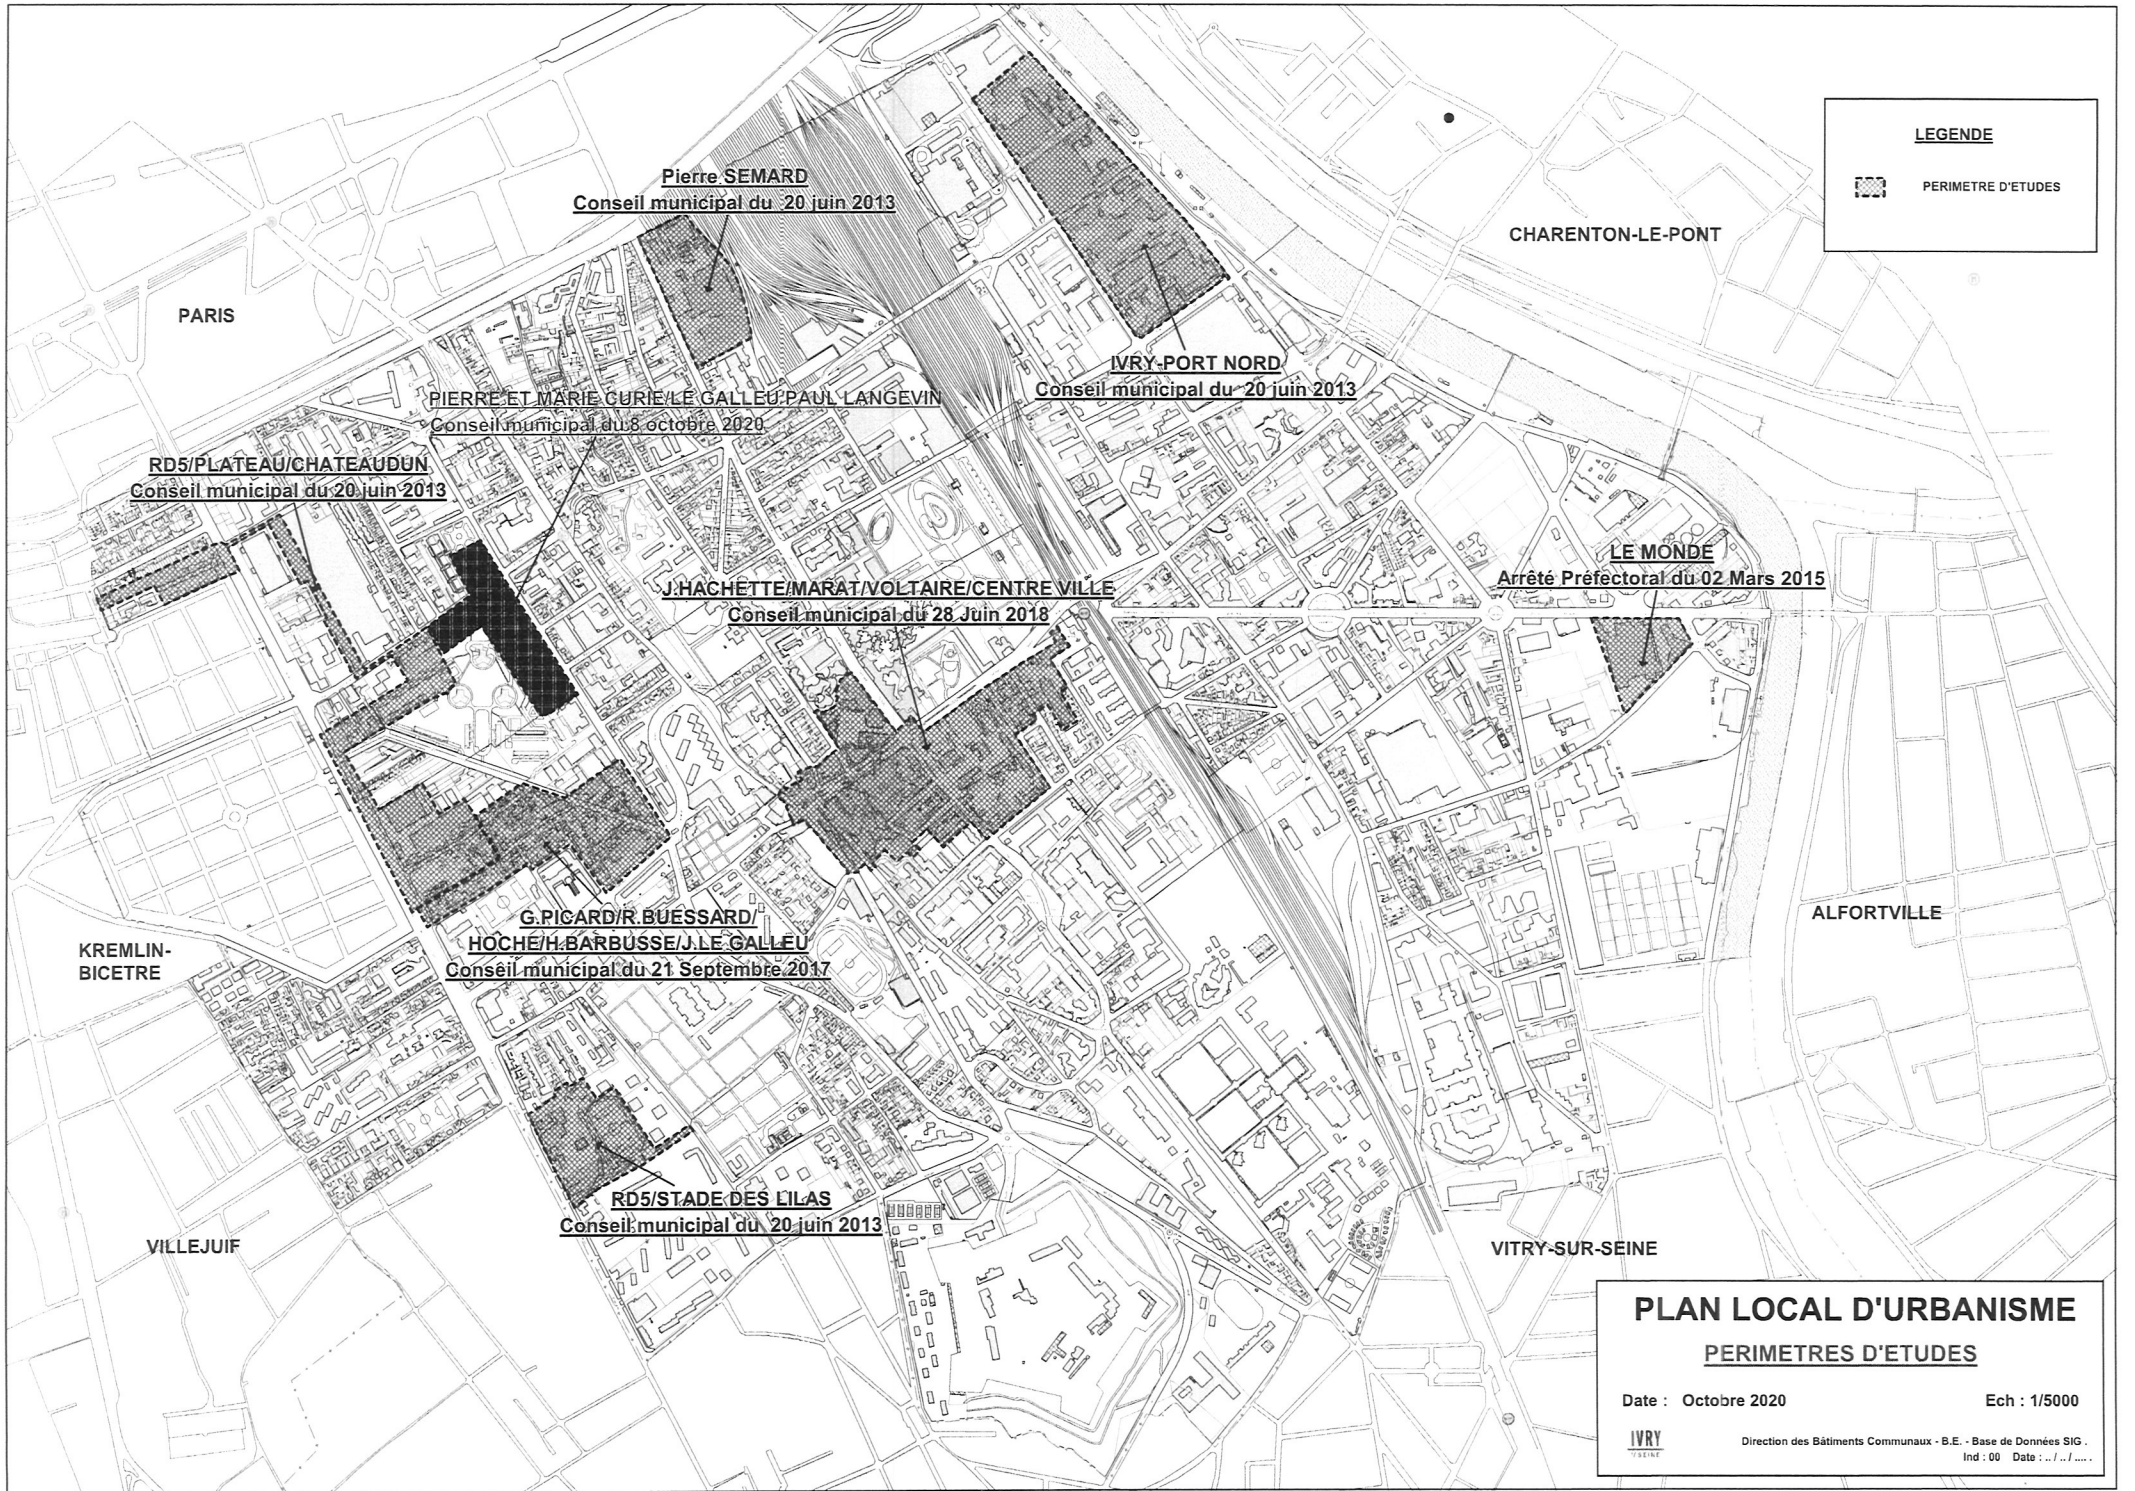 LEGENDE
PERIMETRE D'ETUDES
Pierre SEMARD
Conseil municipal du 20 juin 2013
CHARENTON-LE-PONT
PARIS
IVRY-PORT NORD
Conseil municipal du 20 juin 2013
PIERRE ET MARIE CURIE/LE GALLEU/PAUL LANGEVIN
Conseil municipal du 8 octobre 2020
RD5/PLATEAU/CHATEAUDUN
Conseil municipal du 20 juin 2013
LE MONDE
Arrêté Préfectoral du 02 Mars 2015
J.HACHETTE/MARAT/VOLTAIRE/CENTRE VILLE
Conseil municipal du 28 Juin 2018
ALFORTVILLE
G.PICARD/R.BUESSARD/
HOCHE/H.BARBUSSE/J.LE GALLEU
Conseil municipal du 21 Septembre 2017
KREMLIN-
BICETRE
RD5/STADE DES LILAS
Conseil municipal du 20 juin 2013
VILLEJUIF
VITRY-SUR-SEINE
PLAN LOCAL D'URBANISME
PERIMETRES D'ETUDES
Date : Octobre 2020 Ech : 1/5000
IVRY
S/SEINE
Direction des Bâtiments Communaux - B.E. - Base de Données SIG .
Ind : 00 Date : .. / .. / .... .